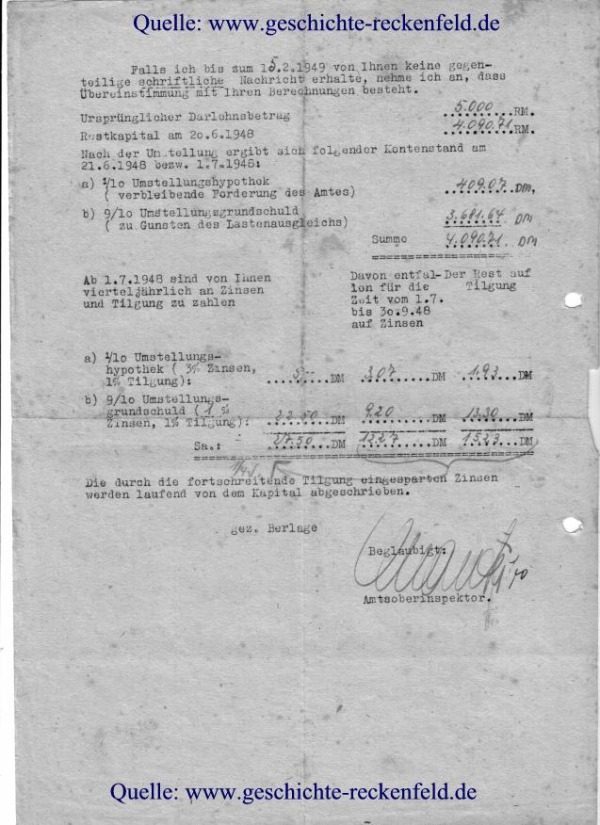 Quelle: www.geschichte-reckenfeld.de
Falls ich bis zum 15.2.1949 von Ihnen keine gegen-
teilige schriftliche Nachricht erhalte, nehme ich an, dass
Übereinstimmung mit Ihren Berechnungen besteht.
Ursprünglicher Darlehnsbetrag 5.000 RM.
Restkapital am 20.6.1948 4.090.71 RM.
Nach der Umstellung ergibt sich folgender Kontenstand am
21.6.1948 bezw. 1.7.1948:
a) 1/10 Umstellungshypothek 409.07 DM,
( verbleibende Forderung des Amtes)
b) 9/10 Umstellungsgrundschuld 3.681.64 DM
( zu Gunsten des Lastenausgleichs)
Summe 4.090.71 DM
Ab 1.7.1948 sind von Ihnen
vierteljährlich an Zinsen
und Tilgung zu zahlen
Davon entfal-
len für die
Zeit vom 1.7.
bis 30.9.48
auf Zinsen
Der Rest auf
Tilgung
a) 1/10 Umstellungs-
hypothek ( 3% Zinsen,
1% Tilgung): 5.- DM 3.07 DM 1.93 DM
b) 9/10 Umstellungs-
grundschuld ( 1 %
Zinsen, 1% Tilgung): 22.50 DM 9.20 DM 13.30 DM
Sa.: 27.50 DM 12.27 DM 15.23 DM
Die durch die fortschreitende Tilgung eingesparten Zinsen
werden laufend von dem Kapital abgeschrieben.
gez. Berlage
Beglaubigt:
Amtsoberinspektor.
Quelle: www.geschichte-reckenfeld.de